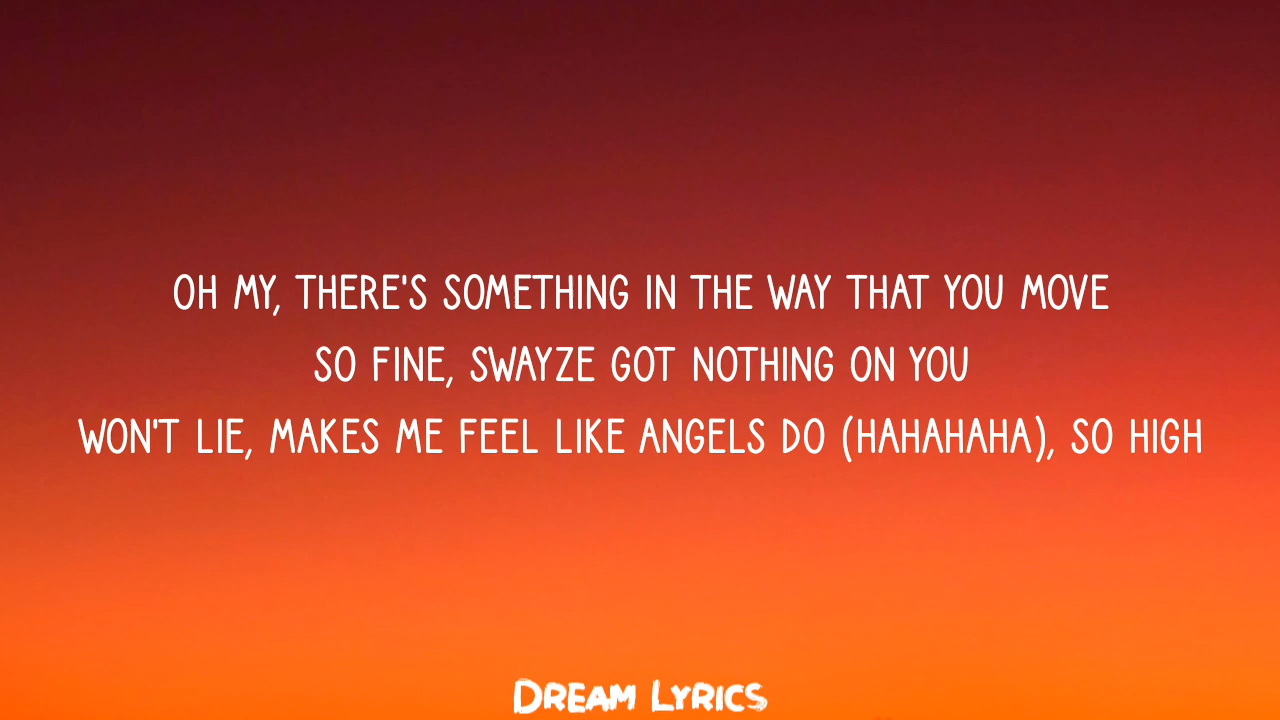 OH MY, THERE'S SOMETHING IN THE WAY THAT YOU MOVE
SO FINE, SWAYZE GOT NOTHING ON YOU
WON'T LIE, MAKES ME FEEL LIKE ANGELS DO (HAHAHAHA), SO HIGH
DREAM LYRICS